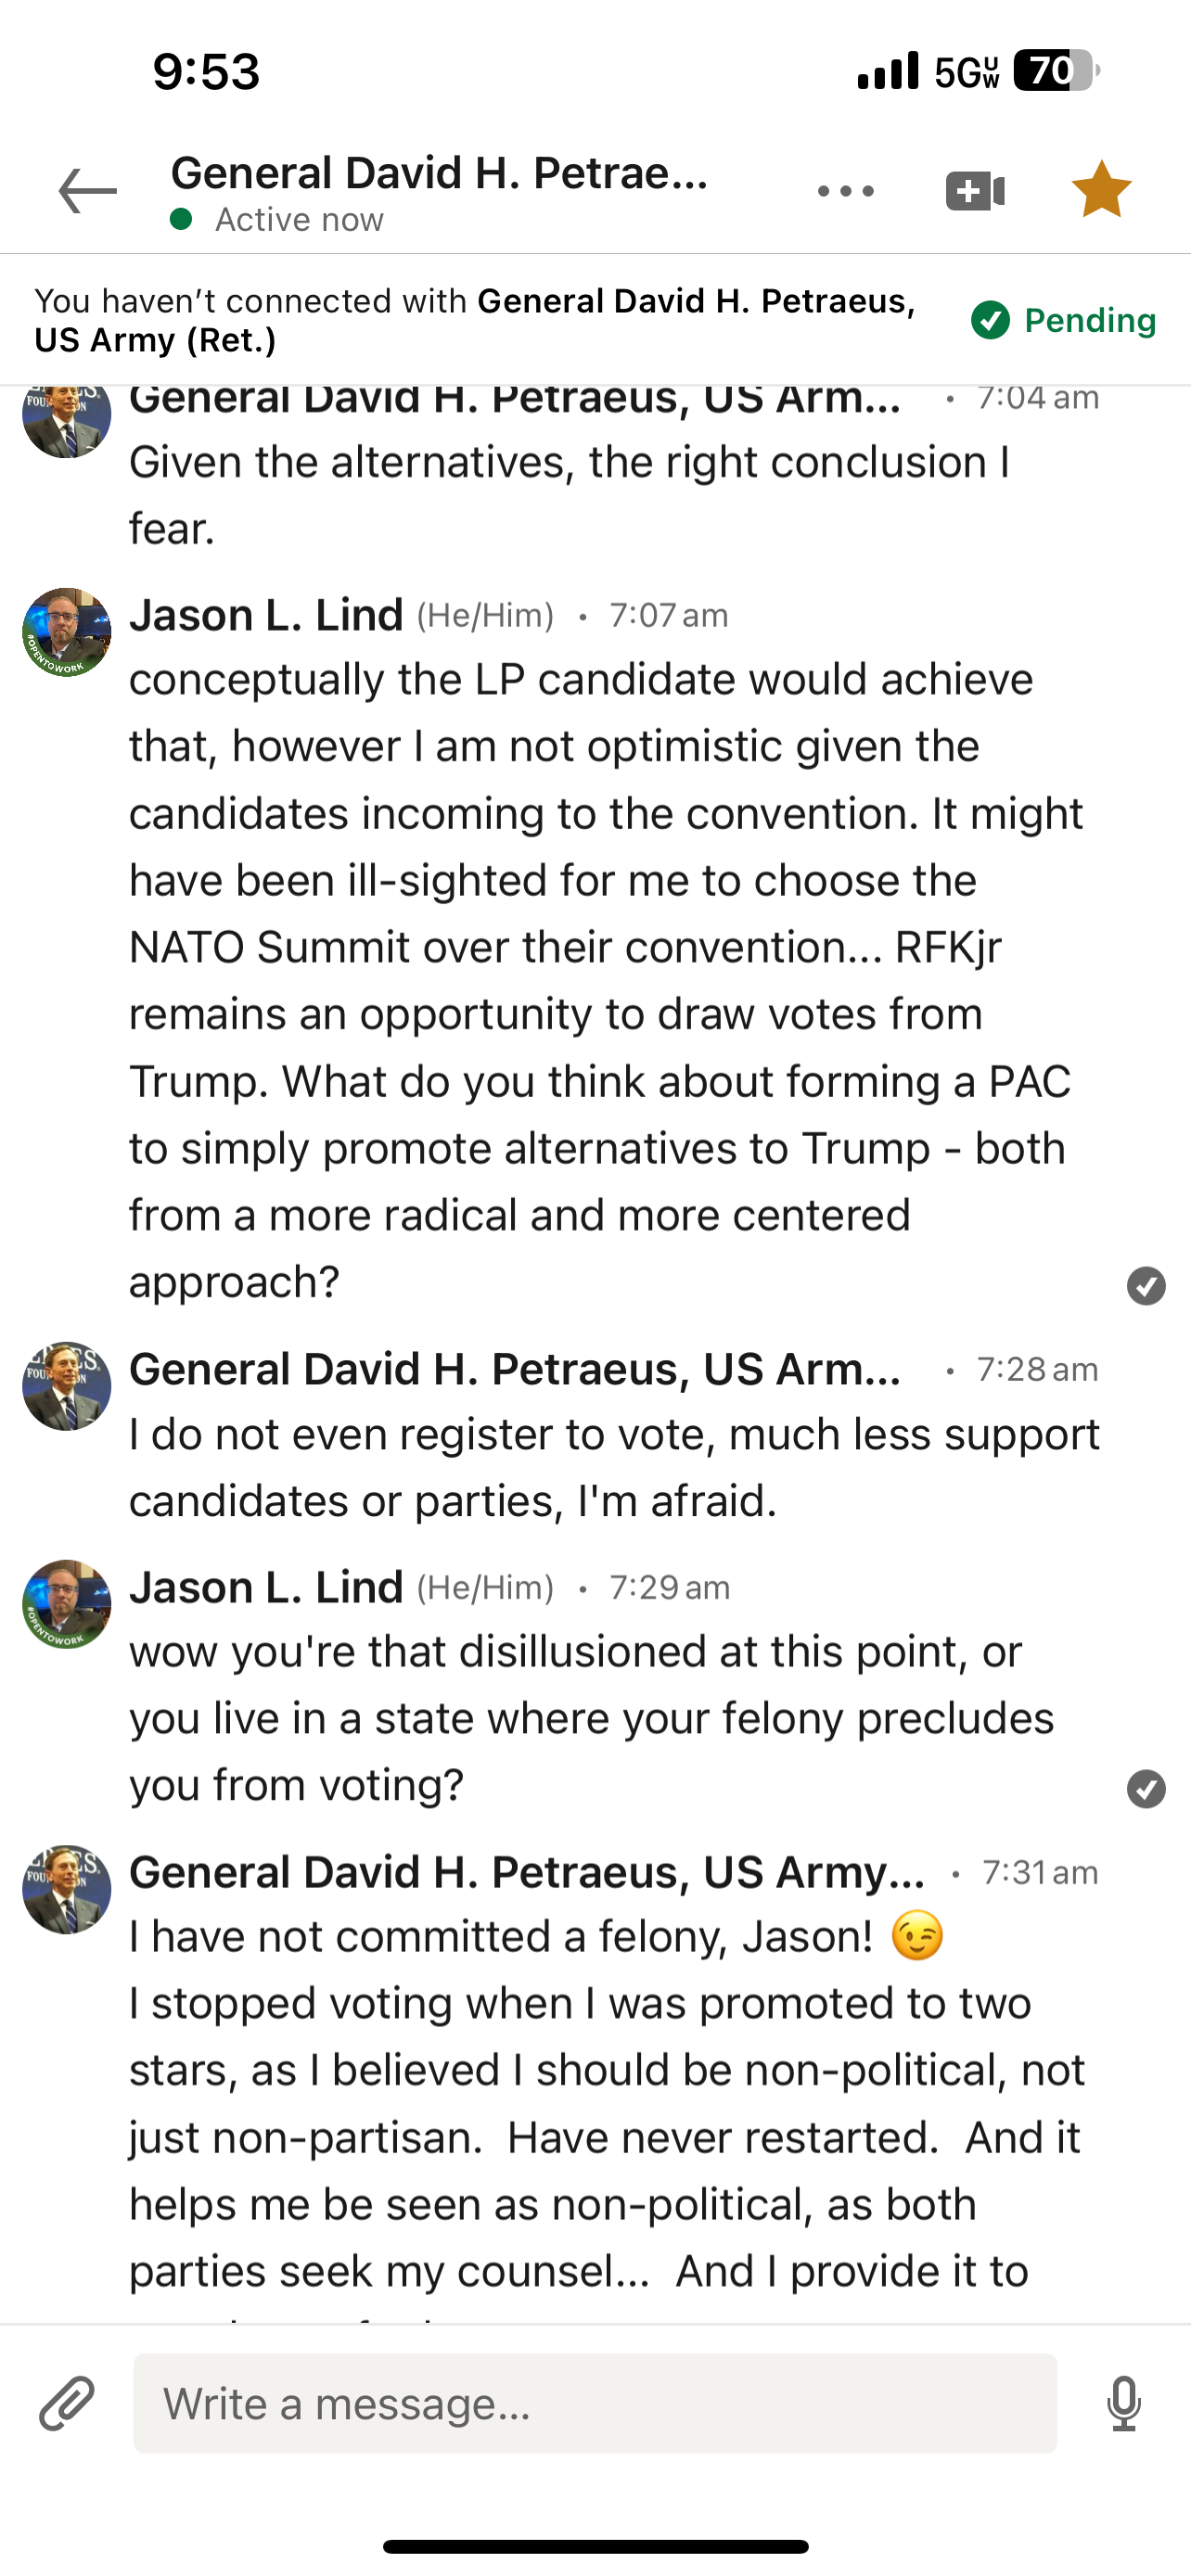 9:53
5GUW 70
General David H. Petrae...
Active now
You haven't connected with General David H. Petraeus,
US Army (Ret.)
Pending
General David H. Petraeus, US Arm... • 7:04 am
Given the alternatives, the right conclusion I
fear.
Jason L. Lind (He/Him) • 7:07 am
#OPENTOWORK
conceptually the LP candidate would achieve
that, however I am not optimistic given the
candidates incoming to the convention. It might
have been ill-sighted for me to choose the
NATO Summit over their convention... RFKjr
remains an opportunity to draw votes from
Trump. What do you think about forming a PAC
to simply promote alternatives to Trump - both
from a more radical and more centered
approach?
General David H. Petraeus, US Arm... • 7:28 am
I do not even register to vote, much less support
candidates or parties, I'm afraid.
Jason L. Lind (He/Him) • 7:29 am
#OPENTOWORK
wow you're that disillusioned at this point, or
you live in a state where your felony precludes
you from voting?
General David H. Petraeus, US Army... • 7:31 am
I have not committed a felony, Jason! 😉
I stopped voting when I was promoted to two
stars, as I believed I should be non-political, not
just non-partisan. Have never restarted. And it
helps me be seen as non-political, as both
parties seek my counsel... And I provide it to
Write a message...